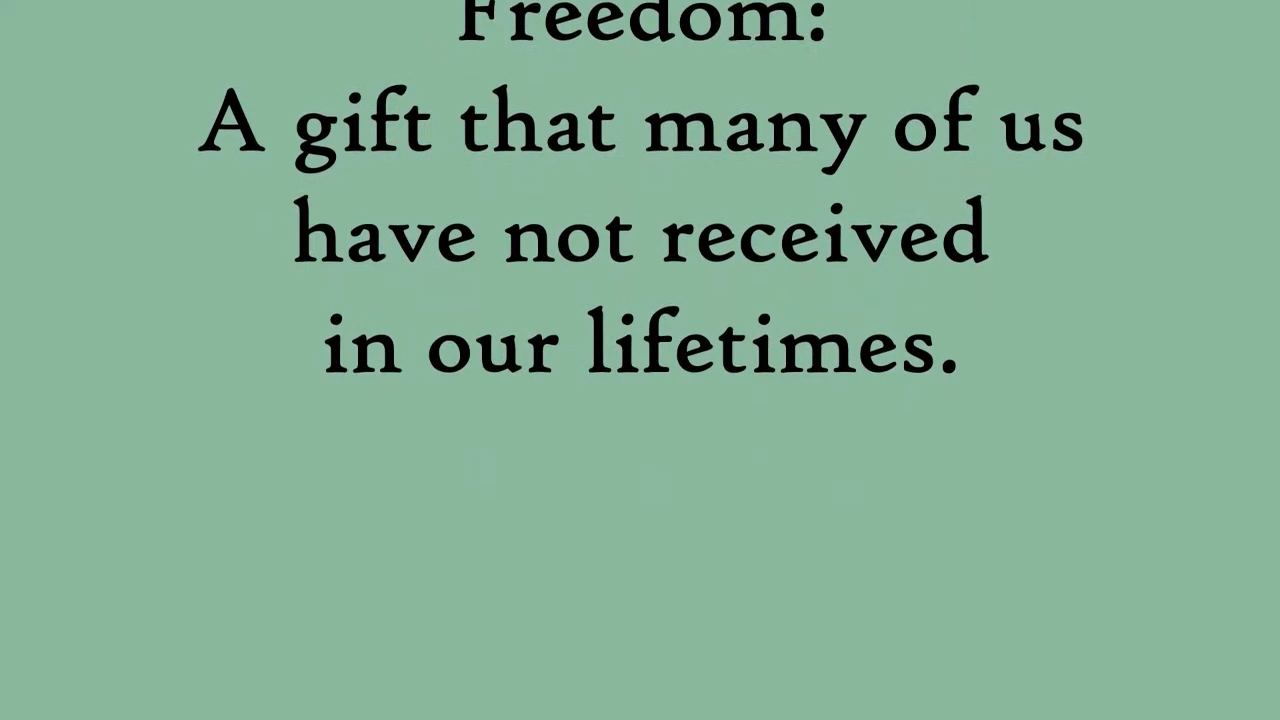 Freedom:
A gift that many of us
have not received
in our lifetimes.